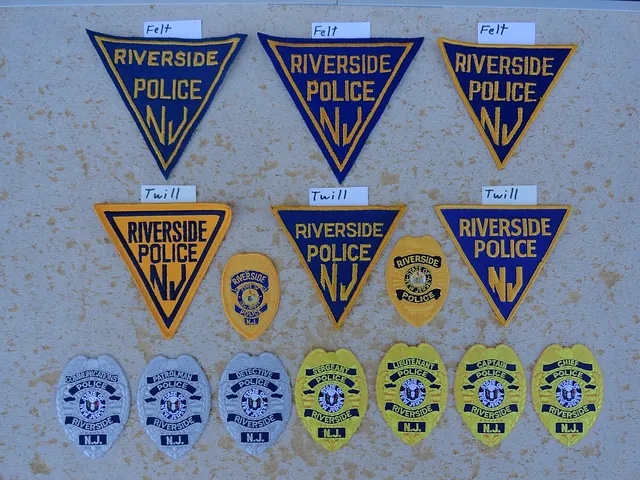 Felt
Felt
Felt
RIVERSIDE
POLICE
NJ
RIVERSIDE
POLICE
NJ
RIVERSIDE
POLICE
NJ
Twill
Twill
Twill
RIVERSIDE
POLICE
NJ
RIVERSIDE
POLICE
NJ
RIVERSIDE
POLICE
NJ
RIVERSIDE
POLICE
N.J.
RIVERSIDE
POLICE
COMMUNICATIONS
POLICE
RIVERSIDE
N.J.
PATROLMAN
POLICE
RIVERSIDE
N.J.
DETECTIVE
POLICE
RIVERSIDE
N.J.
SERGEANT
POLICE
RIVERSIDE
N.J.
LIEUTENANT
POLICE
RIVERSIDE
N.J.
CAPTAIN
POLICE
RIVERSIDE
N.J.
CHIEF
POLICE
RIVERSIDE
N.J.